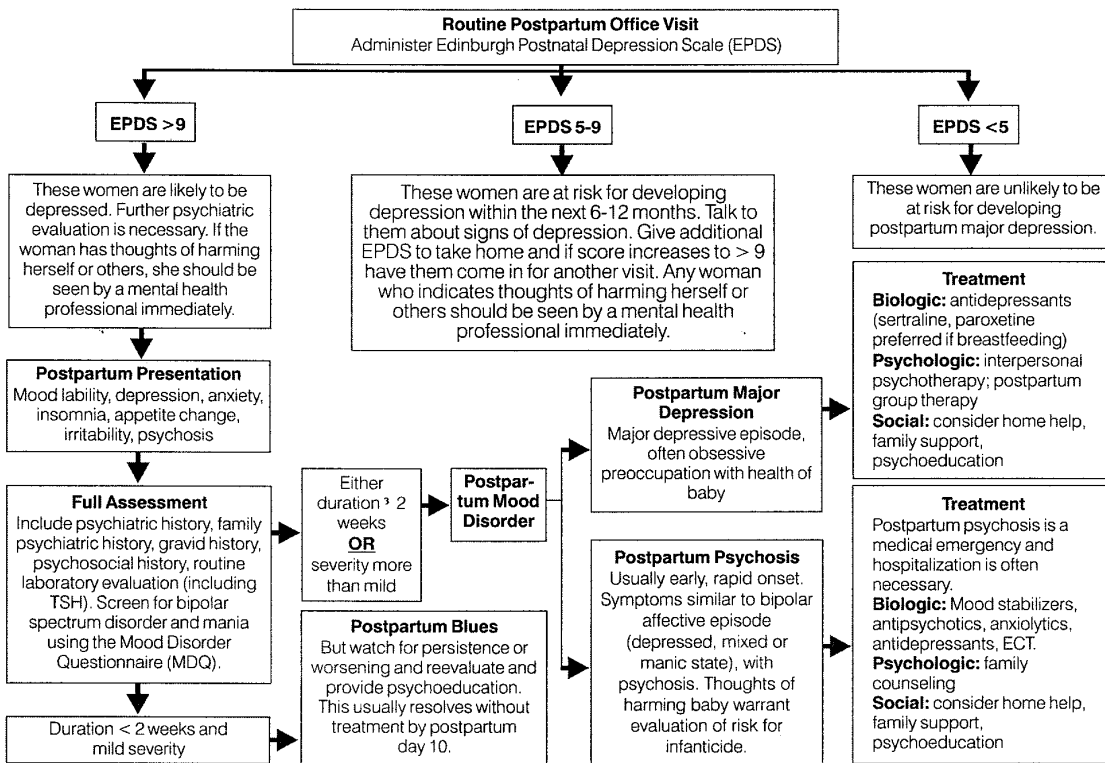 Routine Postpartum Office Visit
Administer Edinburgh Postnatal Depression Scale (EPDS)
EPDS >9
EPDS 5-9
EPDS <5
These women are likely to be
depressed. Further psychiatric
evaluation is necessary. If the
woman has thoughts of harming
herself or others, she should be
seen by a mental health
professional immediately.
These women are at risk for developing
depression within the next 6-12 months. Talk to
them about signs of depression. Give additional
EPDS to take home and if score increases to > 9
have them come in for another visit. Any woman
who indicates thoughts of harming herself or
others should be seen by a mental health
professional immediately.
These women are unlikely to be
at risk for developing
postpartum major depression.
Postpartum Presentation
Mood lability, depression, anxiety,
insomnia, appetite change,
irritability, psychosis
Full Assessment
Include psychiatric history, family
psychiatric history, gravid history,
psychosocial history, routine
laboratory evaluation (including
TSH). Screen for bipolar
spectrum disorder and mania
using the Mood Disorder
Questionnaire (MDQ).
Duration < 2 weeks and
mild severity
Either
duration ³ 2
weeks
OR
severity more
than mild
Postpartum Blues
But watch for persistence or
worsening and reevaluate and
provide psychoeducation.
This usually resolves without
treatment by postpartum
day 10.
Postpar-
tum Mood
Disorder
Postpartum Major
Depression
Major depressive episode,
often obsessive
preoccupation with health of
baby
Postpartum Psychosis
Usually early, rapid onset.
Symptoms similar to bipolar
affective episode
(depressed, mixed or
manic state), with
psychosis. Thoughts of
harming baby warrant
evaluation of risk for
infanticide.
Treatment
Biologic: antidepressants
(sertraline, paroxetine
preferred if breastfeeding)
Psychologic: interpersonal
psychotherapy; postpartum
group therapy
Social: consider home help,
family support,
psychoeducation
Treatment
Postpartum psychosis is a
medical emergency and
hospitalization is often
necessary.
Biologic: Mood stabilizers,
antipsychotics, anxiolytics,
antidepressants, ECT.
Psychologic: family
counseling
Social: consider home help,
family support,
psychoeducation